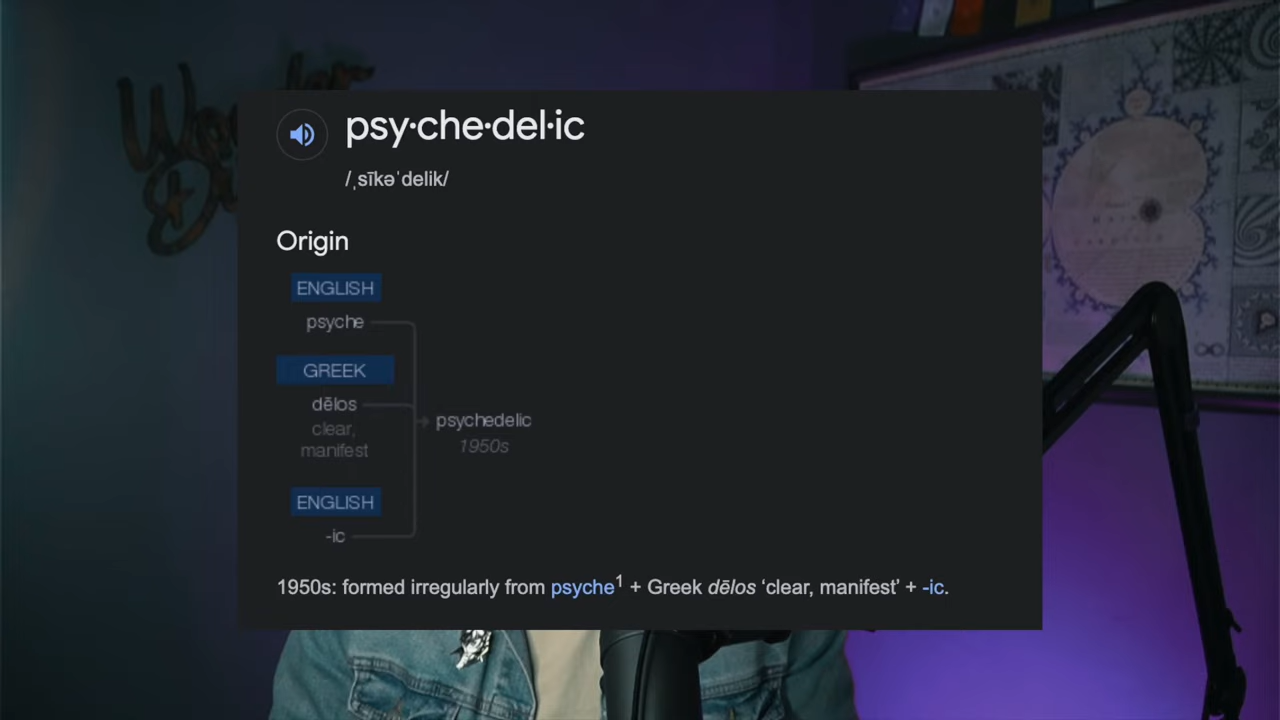 psy·che·del·ic
/ˌsīkəˈdelik/
Origin
ENGLISH
psyche
GREEK
dēlos
clear,
manifest
psychedelic
1950s
ENGLISH
-ic
1950s: formed irregularly from psyche¹ + Greek dēlos ‘clear, manifest’ + -ic.